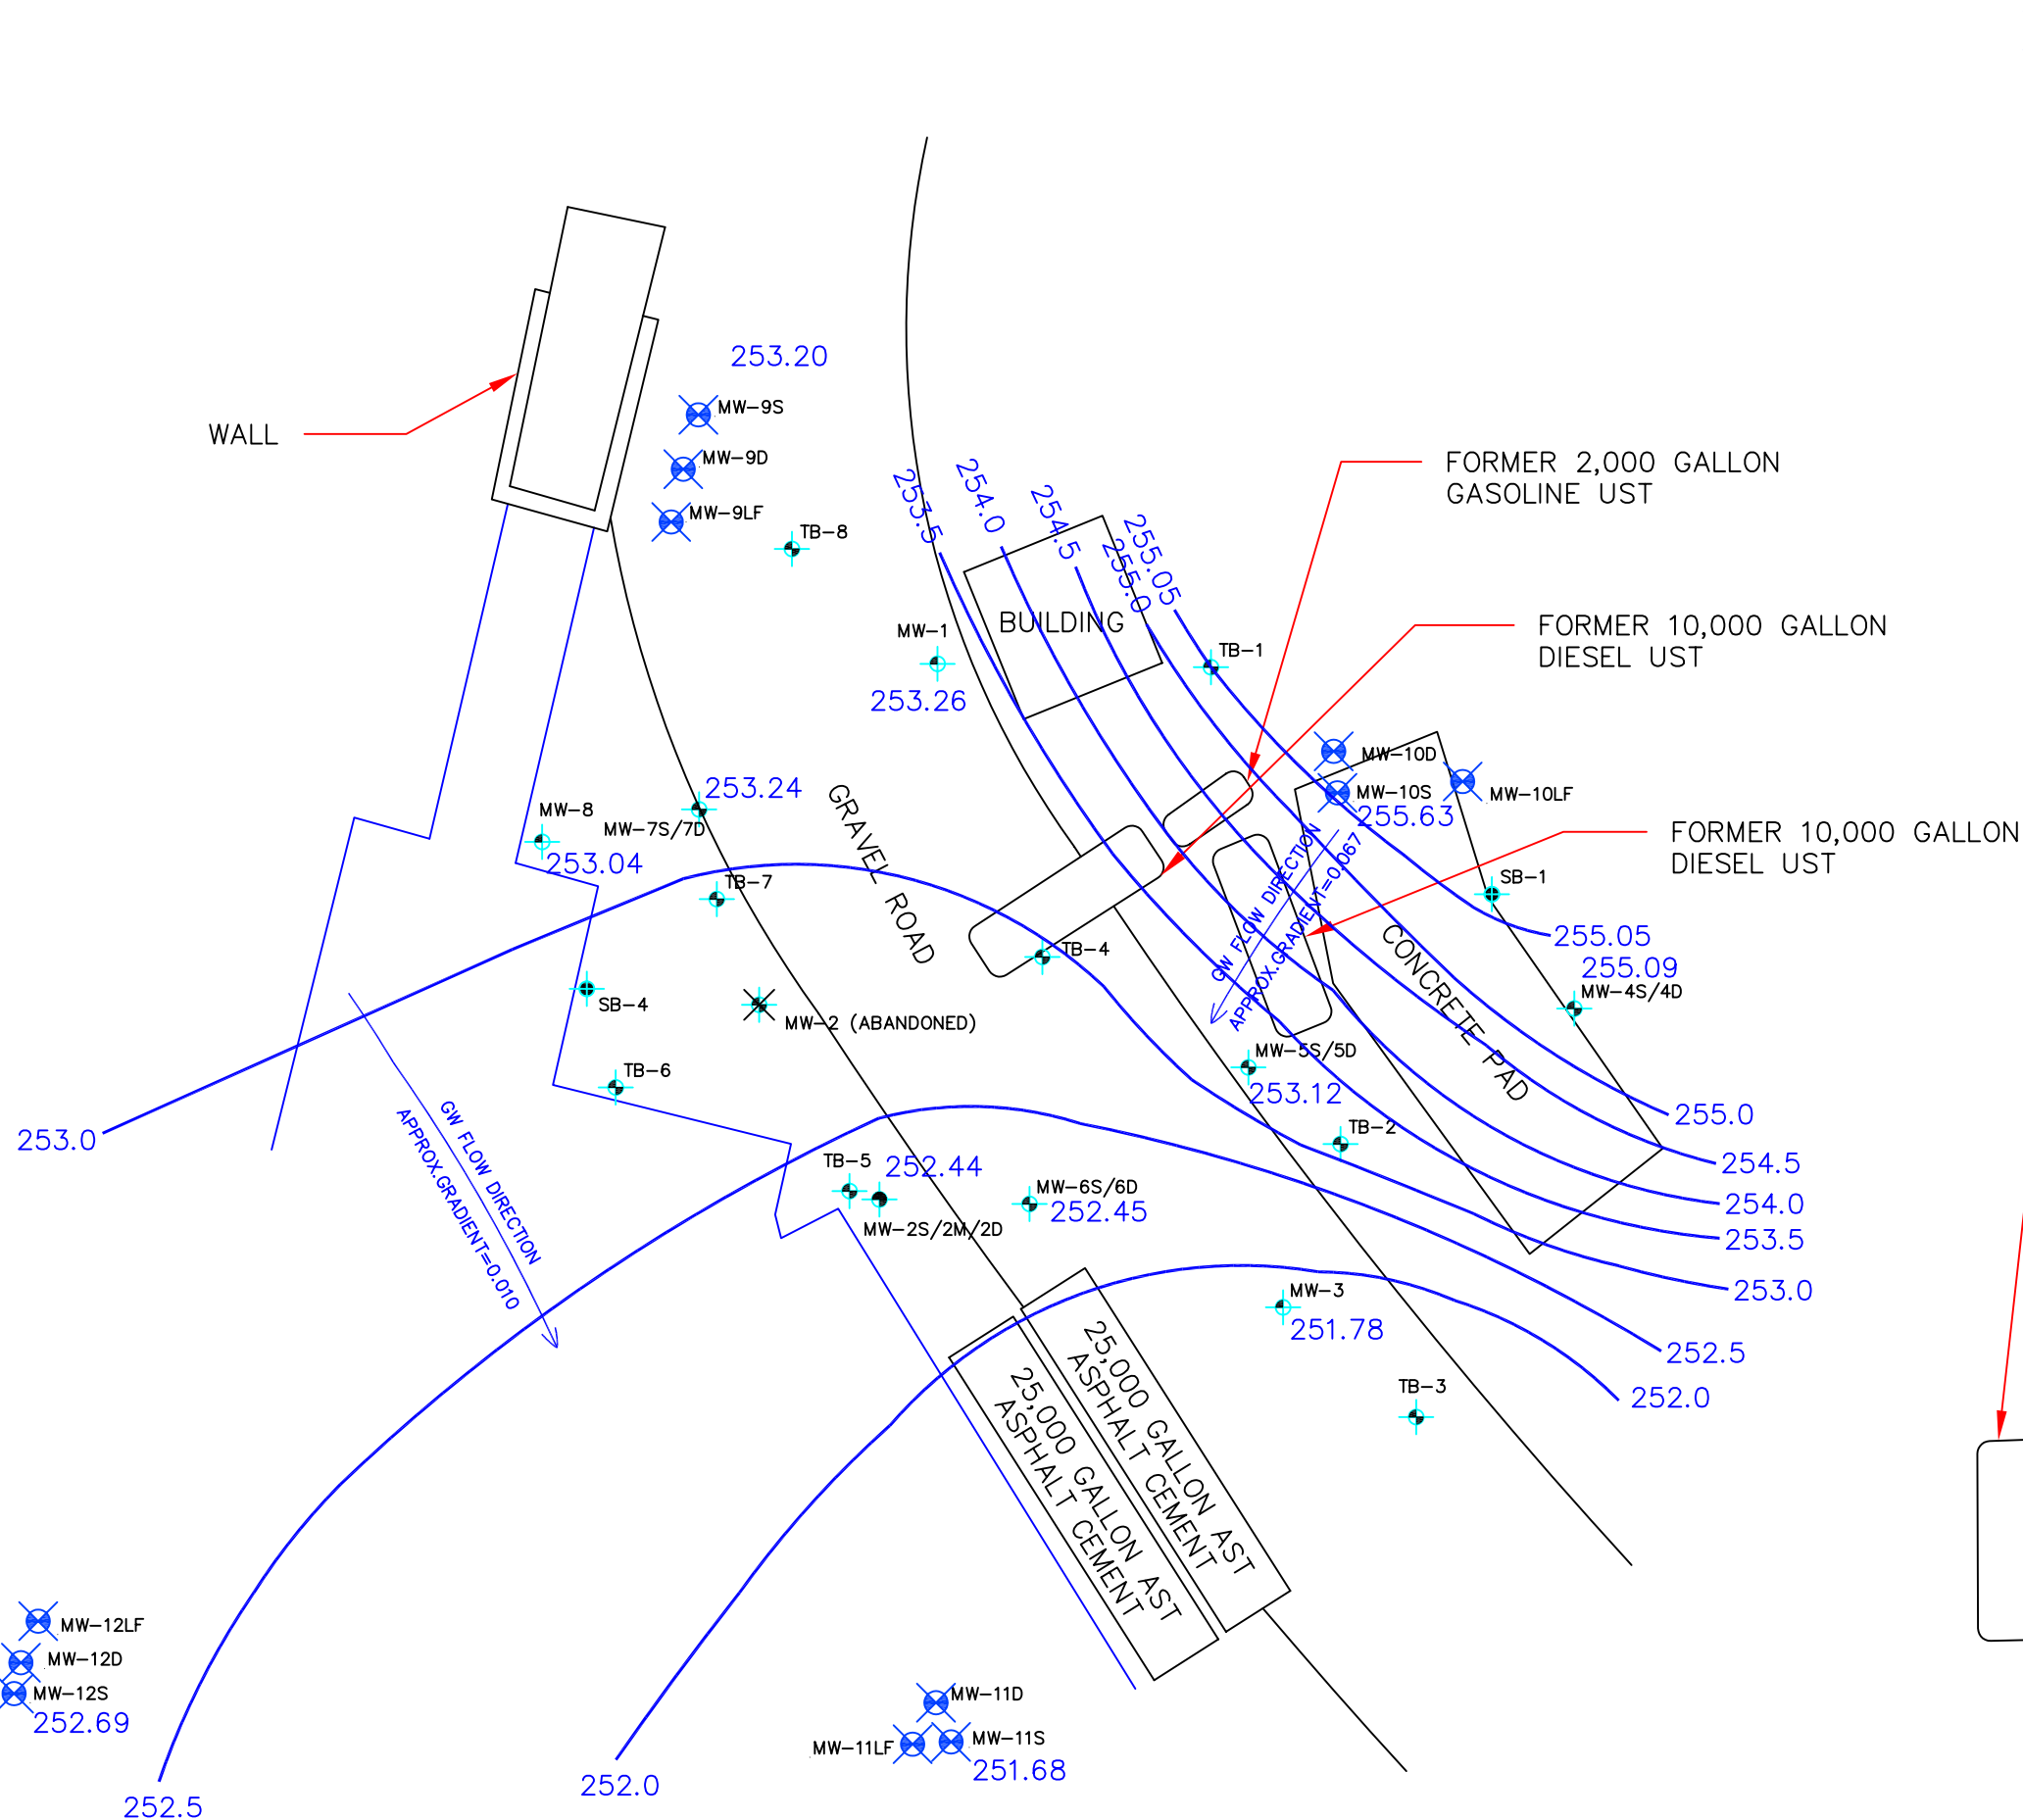 253.20
MW-9S
WALL
MW-9D
MW-9LF
TB-8
253.5
254.0
254.5
255.0
255.05
FORMER 2,000 GALLON
GASOLINE UST
BUILDING
MW-1
253.26
TB-1
FORMER 10,000 GALLON
DIESEL UST
MW-10D
MW-10S
255.63
MW-10LF
253.24
MW-8
MW-7S/7D
253.04
GRAVEL ROAD
TB-7
GW FLOW DIRECTION
APPROX.GRADIENT=0.067
FORMER 10,000 GALLON
DIESEL UST
SB-1
CONCRETE PAD
255.05
255.09
MW-4S/4D
TB-4
SB-4
MW-2 (ABANDONED)
MW-5S/5D
253.12
TB-6
253.0
GW FLOW DIRECTION
APPROX.GRADIENT=0.010
TB-2
255.0
254.5
254.0
253.5
253.0
252.5
252.0
TB-5
252.44
MW-2S/2M/2D
MW-6S/6D
252.45
MW-3
251.78
TB-3
25,000 GALLON AST
ASPHALT CEMENT
25,000 GALLON AST
ASPHALT CEMENT
MW-12LF
MW-12D
MW-12S
252.69
MW-11D
MW-11LF
MW-11S
251.68
252.0
252.5